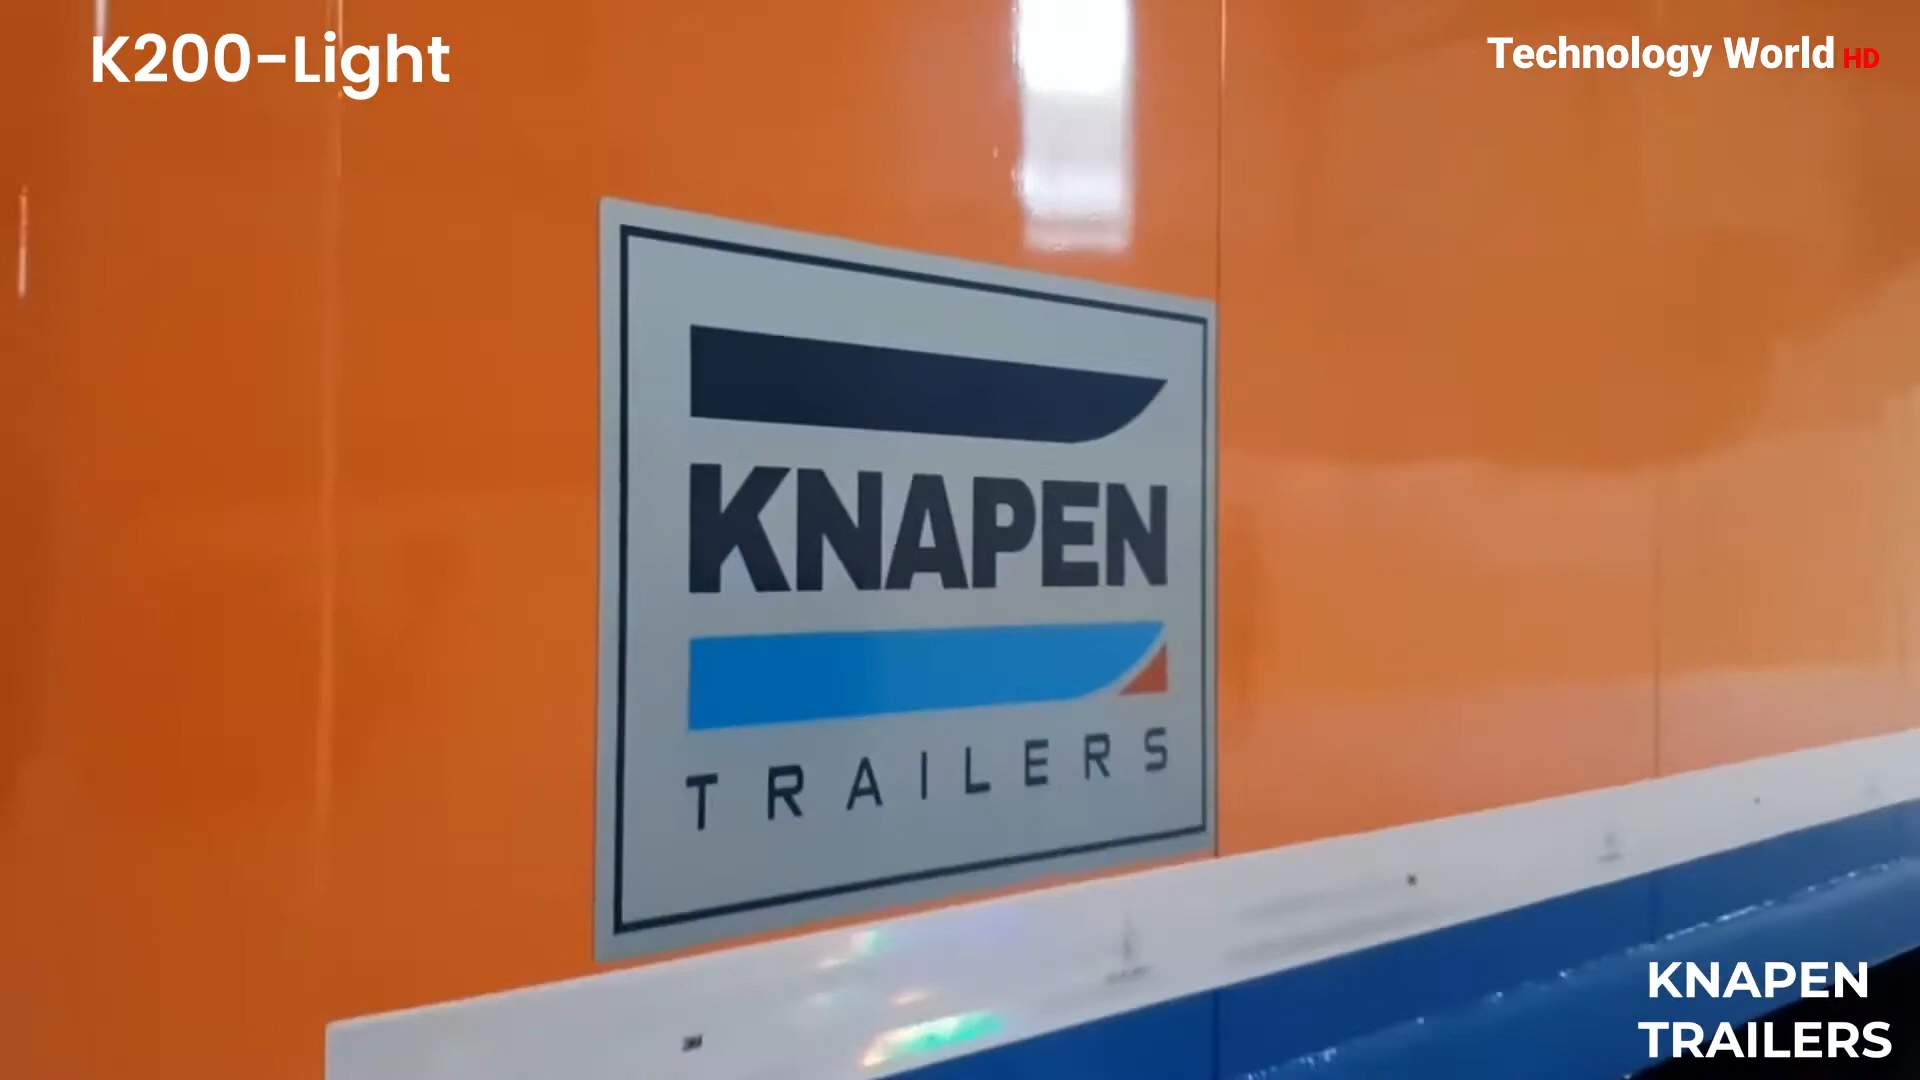 K200-Light
Technology World HD
KNAPEN
TRAILERS
KNAPEN
TRAILERS